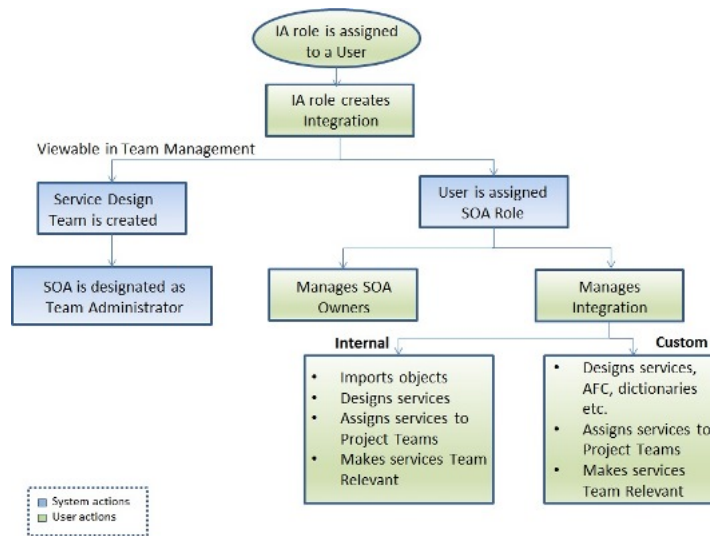 IA role is assigned
to a User
IA role creates
Integration
Viewable in Team Management
Service Design
Team is created
User is assigned
SOA Role
SOA is designated as
Team Administrator
Manages SOA
Owners
Manages
Integration
Internal
Custom
• Imports objects
• Designs services
• Assigns services to
Project Teams
• Makes services Team
Relevant
• Designs services,
AFC, dictionaries
etc.
• Assigns services to
Project Teams
• Makes services
Team Relevant
System actions
User actions